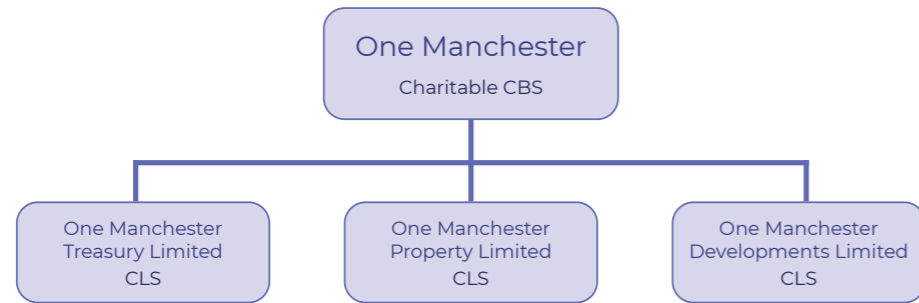 One Manchester
Charitable CBS
One Manchester
Treasury Limited
CLS
One Manchester
Property Limited
CLS
One Manchester
Developments Limited
CLS